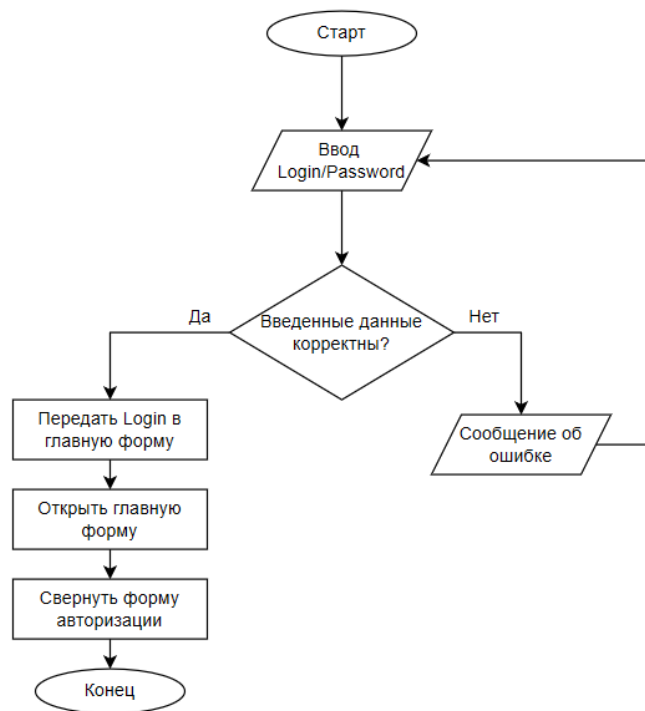 Старт
Ввод
Login/Password
Введенные данные
корректны?
Да
Нет
Передать Login в
главную форму
Сообщение об
ошибке
Открыть главную
форму
Свернуть форму
авторизации
Конец